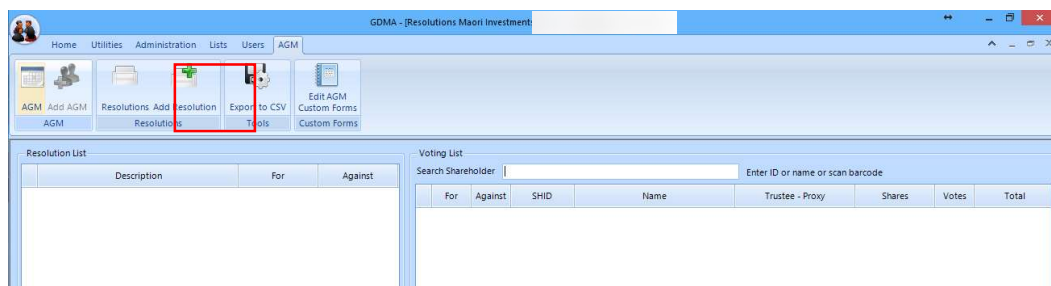 GDMA - [Resolutions Maori Investments
Home Utilities Administration Lists Users AGM
AGM Add AGM Resolutions Add Resolution Export to CSV Edit AGM
Custom Forms
AGM Resolutions Tools Custom Forms
Resolution List
Description For Against
Voting List
Search Shareholder Enter ID or name or scan barcode
For Against SHID Name Trustee - Proxy Shares Votes Total